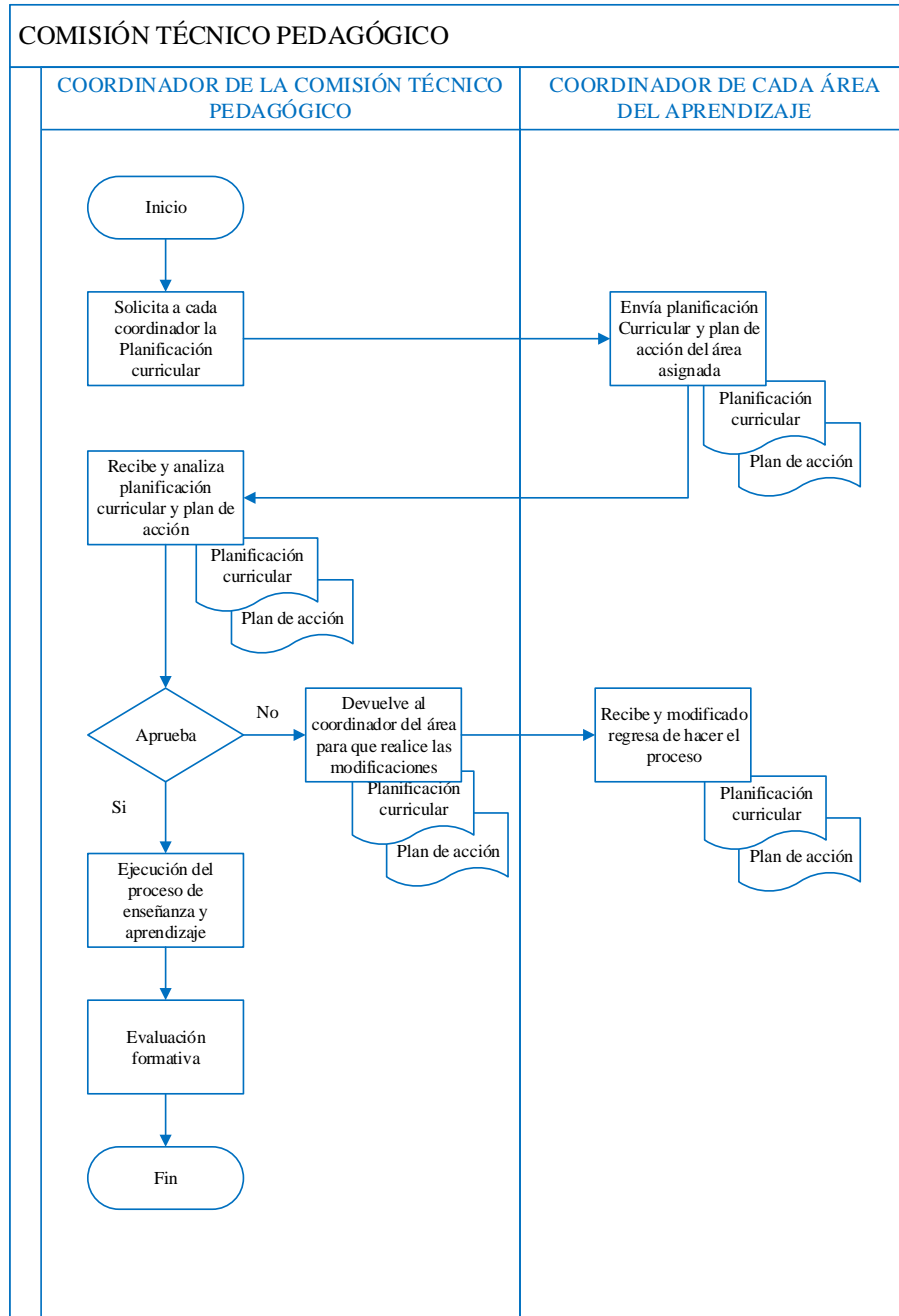 COMISIÓN TÉCNICO PEDAGÓGICO
COORDINADOR DE LA COMISIÓN TÉCNICO
PEDAGÓGICO
COORDINADOR DE CADA ÁREA
DEL APRENDIZAJE
Inicio
Solicita a cada
coordinador la
Planificación
curricular
Envía planificación
Curricular y plan de
acción del área
asignada
Planificación
curricular
Plan de acción
Recibe y analiza
planificación
curricular y plan de
acción
Planificación
curricular
Plan de acción
Aprueba
No
Si
Devuelve al
coordinador del área
para que realice las
modificaciones
Planificación
curricular
Plan de acción
Recibe y modificado
regresa de hacer el
proceso
Planificación
curricular
Plan de acción
Ejecución del
proceso de
enseñanza y
aprendizaje
Evaluación
formativa
Fin